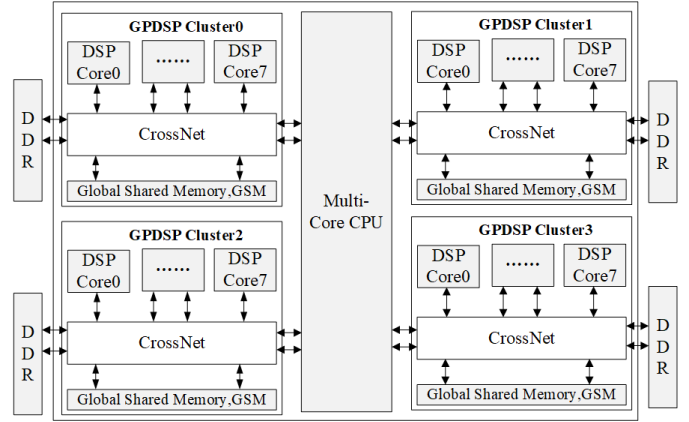 GPDSP Cluster0
DSP
Core0
......
DSP
Core7
CrossNet
Global Shared Memory,GSM
D
D
R
GPDSP Cluster1
DSP
Core0
......
DSP
Core7
CrossNet
Global Shared Memory,GSM
D
D
R
Multi-
Core CPU
GPDSP Cluster2
DSP
Core0
......
DSP
Core7
CrossNet
Global Shared Memory,GSM
D
D
R
GPDSP Cluster3
DSP
Core0
......
DSP
Core7
CrossNet
Global Shared Memory,GSM
D
D
R